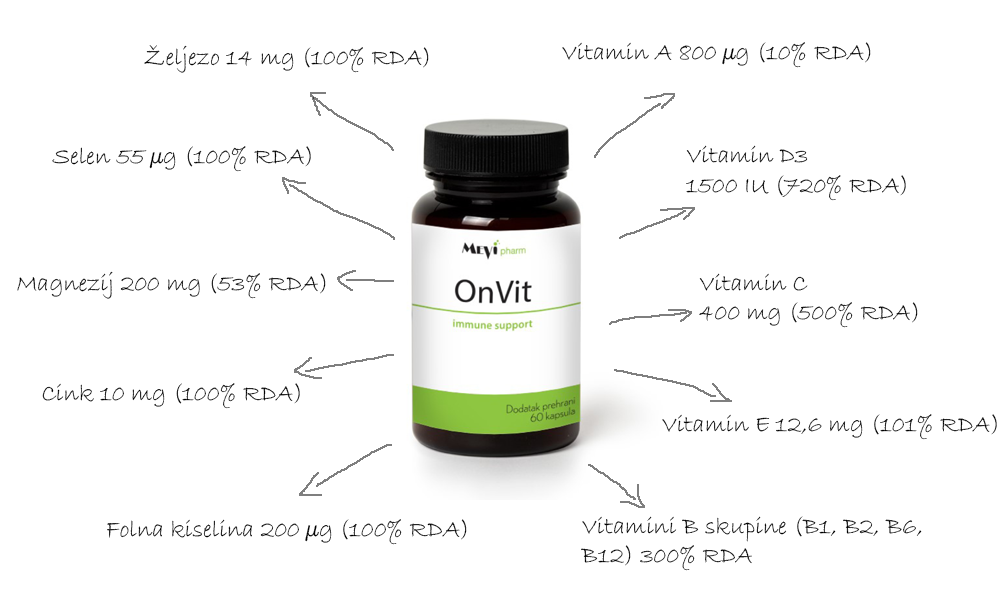 Željezo 14 mg (100% RDA)
Vitamin A 800 µg (10% RDA)
Selen 55 µg (100% RDA)
Vitamin D3
1500 IU (720% RDA)
Magnezij 200 mg (53% RDA)
Vitamin C
400 mg (500% RDA)
Cink 10 mg (100% RDA)
Vitamin E 12,6 mg (101% RDA)
Folna kiselina 200 µg (100% RDA)
Vitamini B skupine (B1, B2, B6,
B12) 300% RDA
MEVi pharm
OnVit
immune support
Dodatak prehrani
60 kapsula